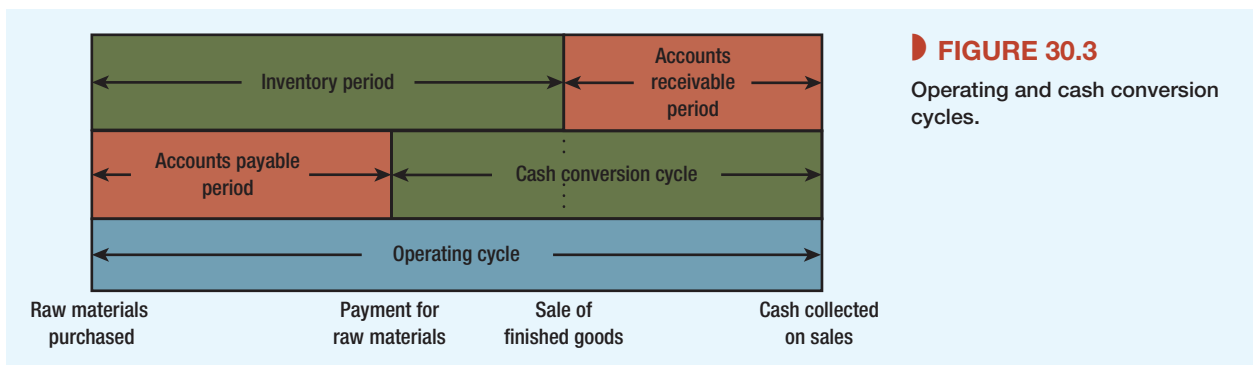 Inventory period
Accounts
receivable
period
Accounts payable
period
Cash conversion cycle
Operating cycle
Raw materials
purchased
Payment for
raw materials
Sale of
finished goods
Cash collected
on sales
FIGURE 30.3
Operating and cash conversion
cycles.